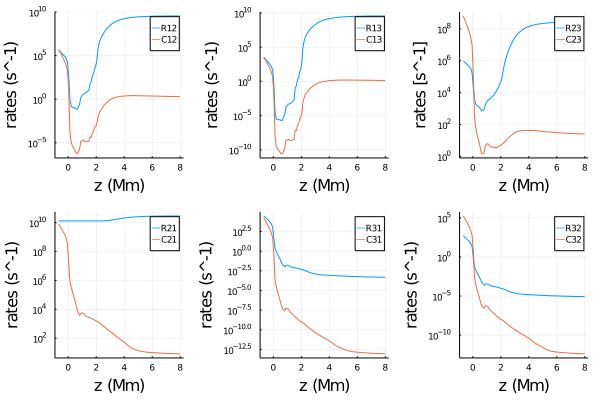 rates (s^-1)
10^10
10^5
10^0
10^-5
0 2 4 6 8
z (Mm)
R12
C12
rates (s^-1)
10^10
10^5
10^0
10^-5
10^-10
0 2 4 6 8
z (Mm)
R13
C13
rates [s^-1]
10^8
10^6
10^4
10^2
10^0
0 2 4 6 8
z (Mm)
R23
C23
rates (s^-1)
10^10
10^8
10^6
10^4
10^2
0 2 4 6 8
z (Mm)
R21
C21
rates (s^-1)
10^2.5
10^0.0
10^-2.5
10^-5.0
10^-7.5
10^-10.0
10^-12.5
0 2 4 6 8
z (Mm)
R31
C31
rates (s^-1)
10^5
10^0
10^-5
10^-10
0 2 4 6 8
z (Mm)
R32
C32